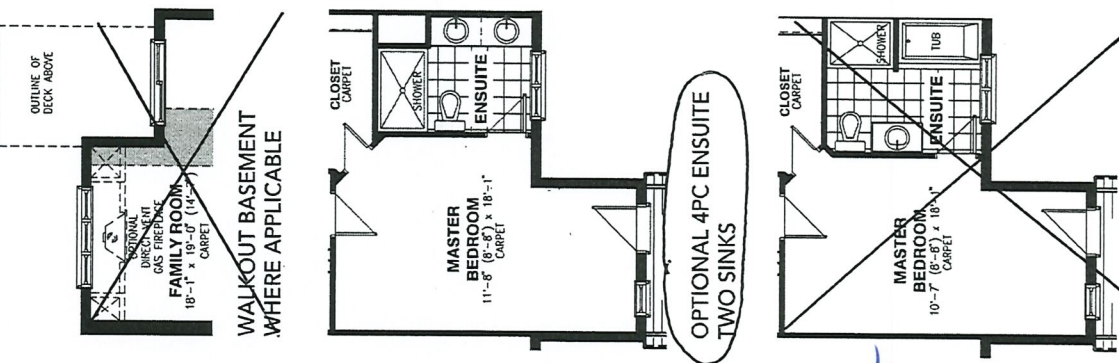 OUTLINE OF
DECK ABOVE
OPTIONAL
DIRECT VENT
GAS FIREPLACE
FAMILY ROOM
18'-1" x 19'-0"
CARPET
WALKOUT BASEMENT
WHERE APPLICABLE
CLOSET
CARPET
SHOWER
ENSUITE
MASTER
BEDROOM
11'-8" (8'-8") x 18'-1"
CARPET
OPTIONAL 4PC ENSUITE
TWO SINKS
CLOSET
CARPET
SHOWER
TUB
ENSUITE
MASTER
BEDROOM
10'-7" (8'-8") x 18'-1"
CARPET